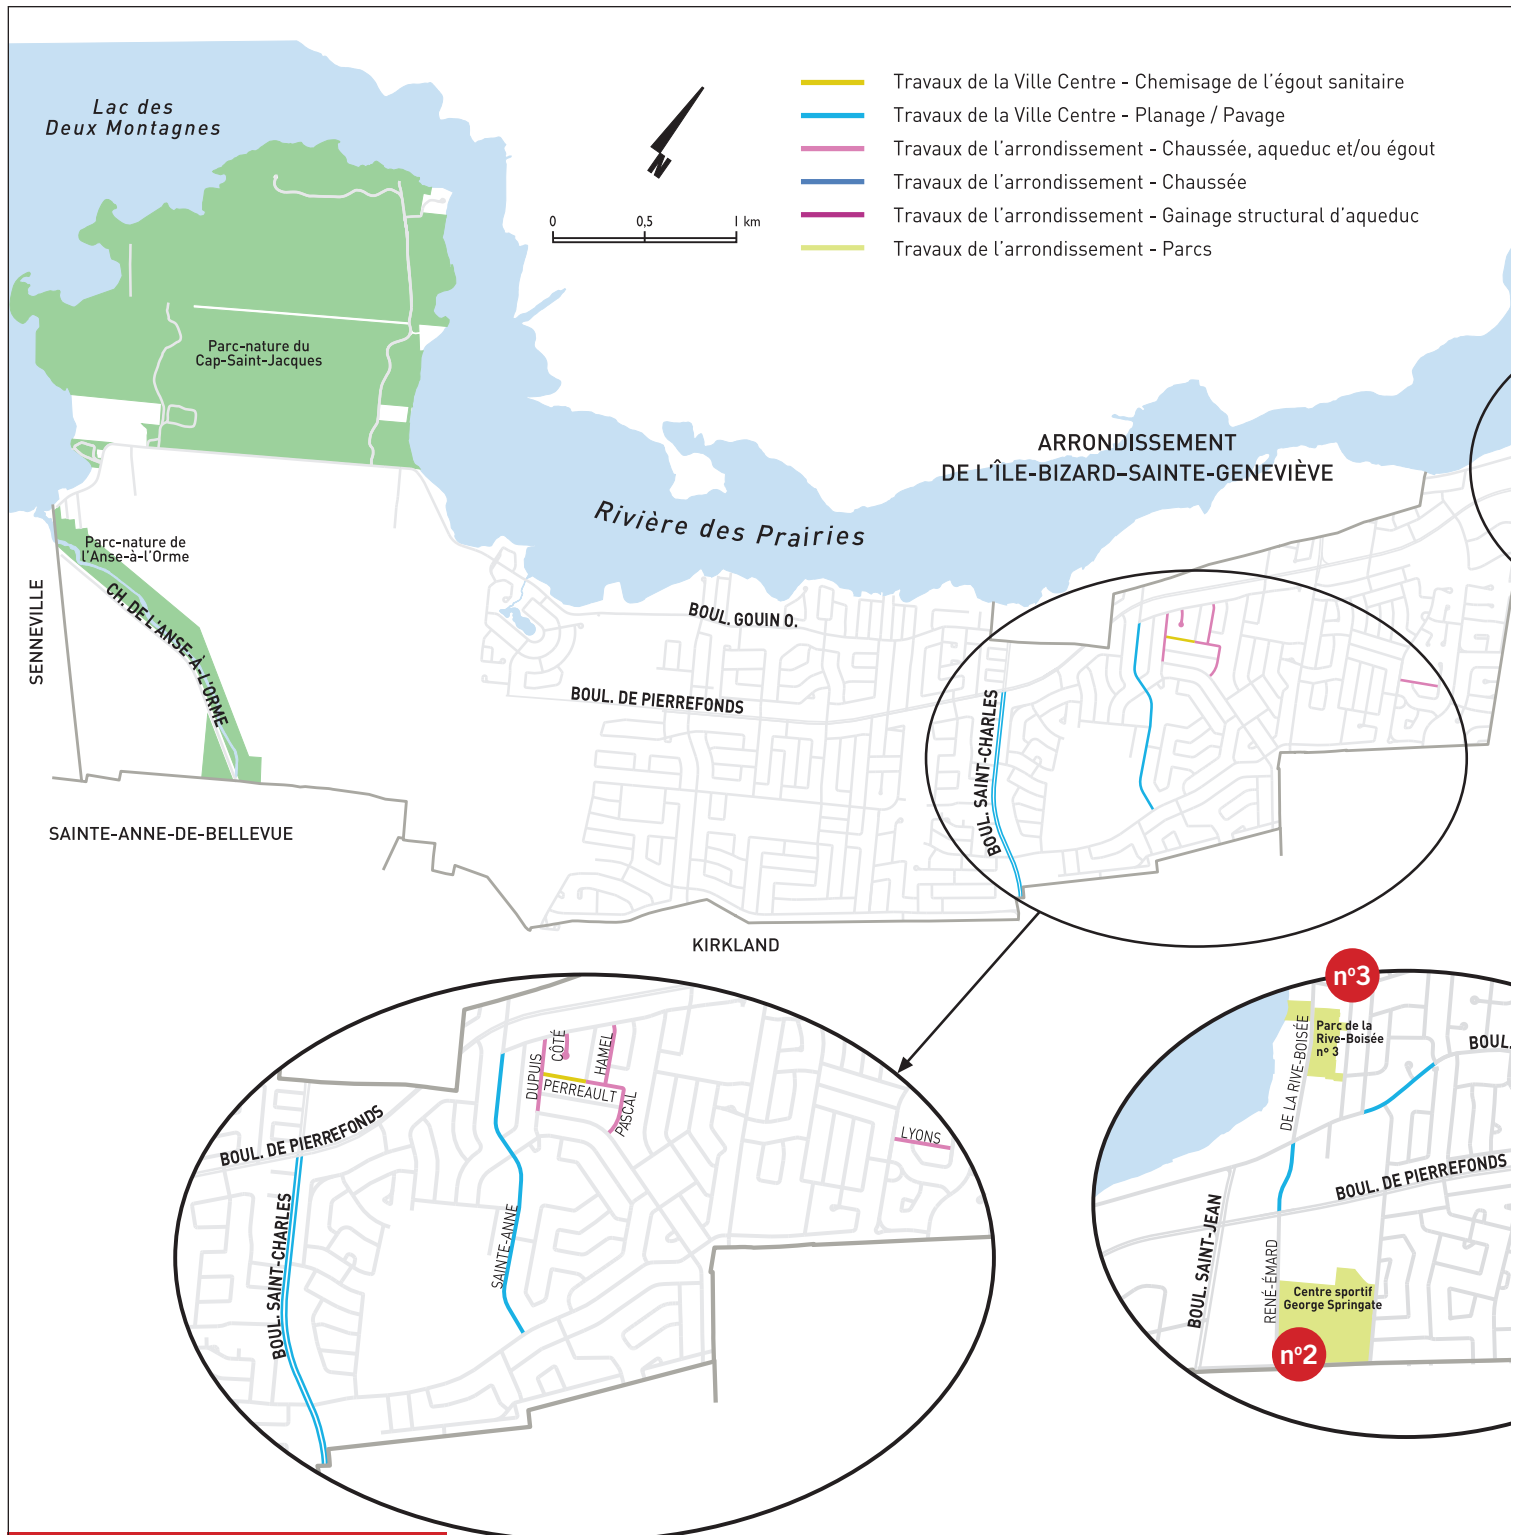 Lac des
Deux Montagnes
N
0 0,5 1 km
Travaux de la Ville Centre - Chemisage de l'égout sanitaire
Travaux de la Ville Centre - Planage / Pavage
Travaux de l'arrondissement - Chaussée, aqueduc et/ou égout
Travaux de l'arrondissement - Chaussée
Travaux de l'arrondissement - Gainage structural d'aqueduc
Travaux de l'arrondissement - Parcs
Parc-nature du
Cap-Saint-Jacques
ARRONDISSEMENT
DE L'ÎLE-BIZARD–SAINTE-GENEVIÈVE
Rivière des Prairies
Parc-nature de
l'Anse-à-l'Orme
CH. DE L'ANSE-À-L'ORME
SENNEVILLE
BOUL. GOUIN O.
BOUL. DE PIERREFONDS
BOUL. SAINT-CHARLES
SAINTE-ANNE-DE-BELLEVUE
KIRKLAND
BOUL. DE PIERREFONDS
BOUL. SAINT-CHARLES
SAINTE-ANNE
DUPUIS
CÔTÉ
HAMEL
PERREAULT
PASCAL
LYONS
nº3
Parc de la
Rive-Boisée
nº 3
DE LA RIVE-BOISÉE
BOUL.
BOUL. DE PIERREFONDS
BOUL. SAINT-JEAN
RENÉ-ÉMARD
Centre sportif
George Springate
nº2